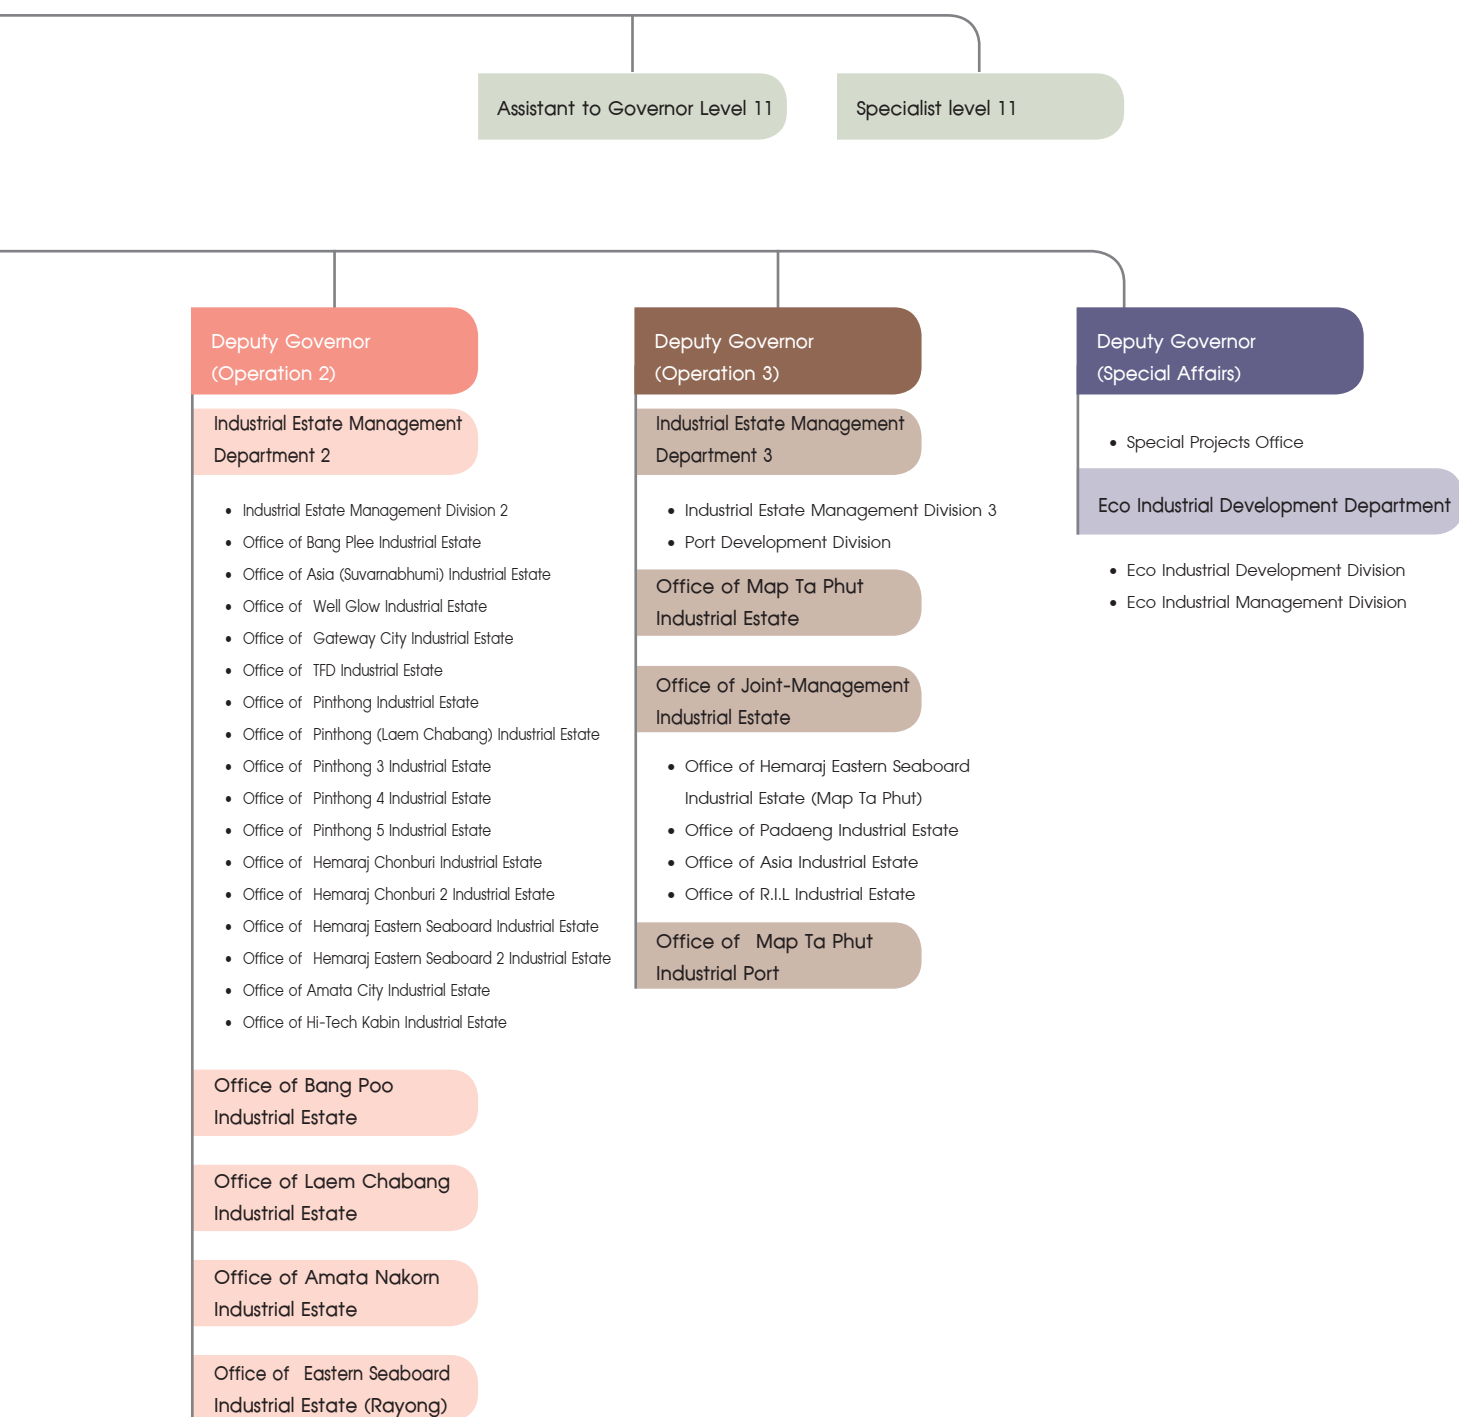 Assistant to Governor Level 11
Specialist level 11
Deputy Governor
(Operation 2)
Industrial Estate Management
Department 2
• Industrial Estate Management Division 2
• Office of Bang Plee Industrial Estate
• Office of Asia (Suvarnabhumi) Industrial Estate
• Office of Well Glow Industrial Estate
• Office of Gateway City Industrial Estate
• Office of TFD Industrial Estate
• Office of Pinthong Industrial Estate
• Office of Pinthong (Laem Chabang) Industrial Estate
• Office of Pinthong 3 Industrial Estate
• Office of Pinthong 4 Industrial Estate
• Office of Pinthong 5 Industrial Estate
• Office of Hemaraj Chonburi Industrial Estate
• Office of Hemaraj Chonburi 2 Industrial Estate
• Office of Hemaraj Eastern Seaboard Industrial Estate
• Office of Hemaraj Eastern Seaboard 2 Industrial Estate
• Office of Amata City Industrial Estate
• Office of Hi-Tech Kabin Industrial Estate
Office of Bang Poo
Industrial Estate
Office of Laem Chabang
Industrial Estate
Office of Amata Nakorn
Industrial Estate
Office of Eastern Seaboard
Industrial Estate (Rayong)
Deputy Governor
(Operation 3)
Industrial Estate Management
Department 3
• Industrial Estate Management Division 3
• Port Development Division
Office of Map Ta Phut
Industrial Estate
Office of Joint-Management
Industrial Estate
• Office of Hemaraj Eastern Seaboard
Industrial Estate (Map Ta Phut)
• Office of Padaeng Industrial Estate
• Office of Asia Industrial Estate
• Office of R.I.L Industrial Estate
Office of Map Ta Phut
Industrial Port
Deputy Governor
(Special Affairs)
• Special Projects Office
Eco Industrial Development Department
• Eco Industrial Development Division
• Eco Industrial Management Division